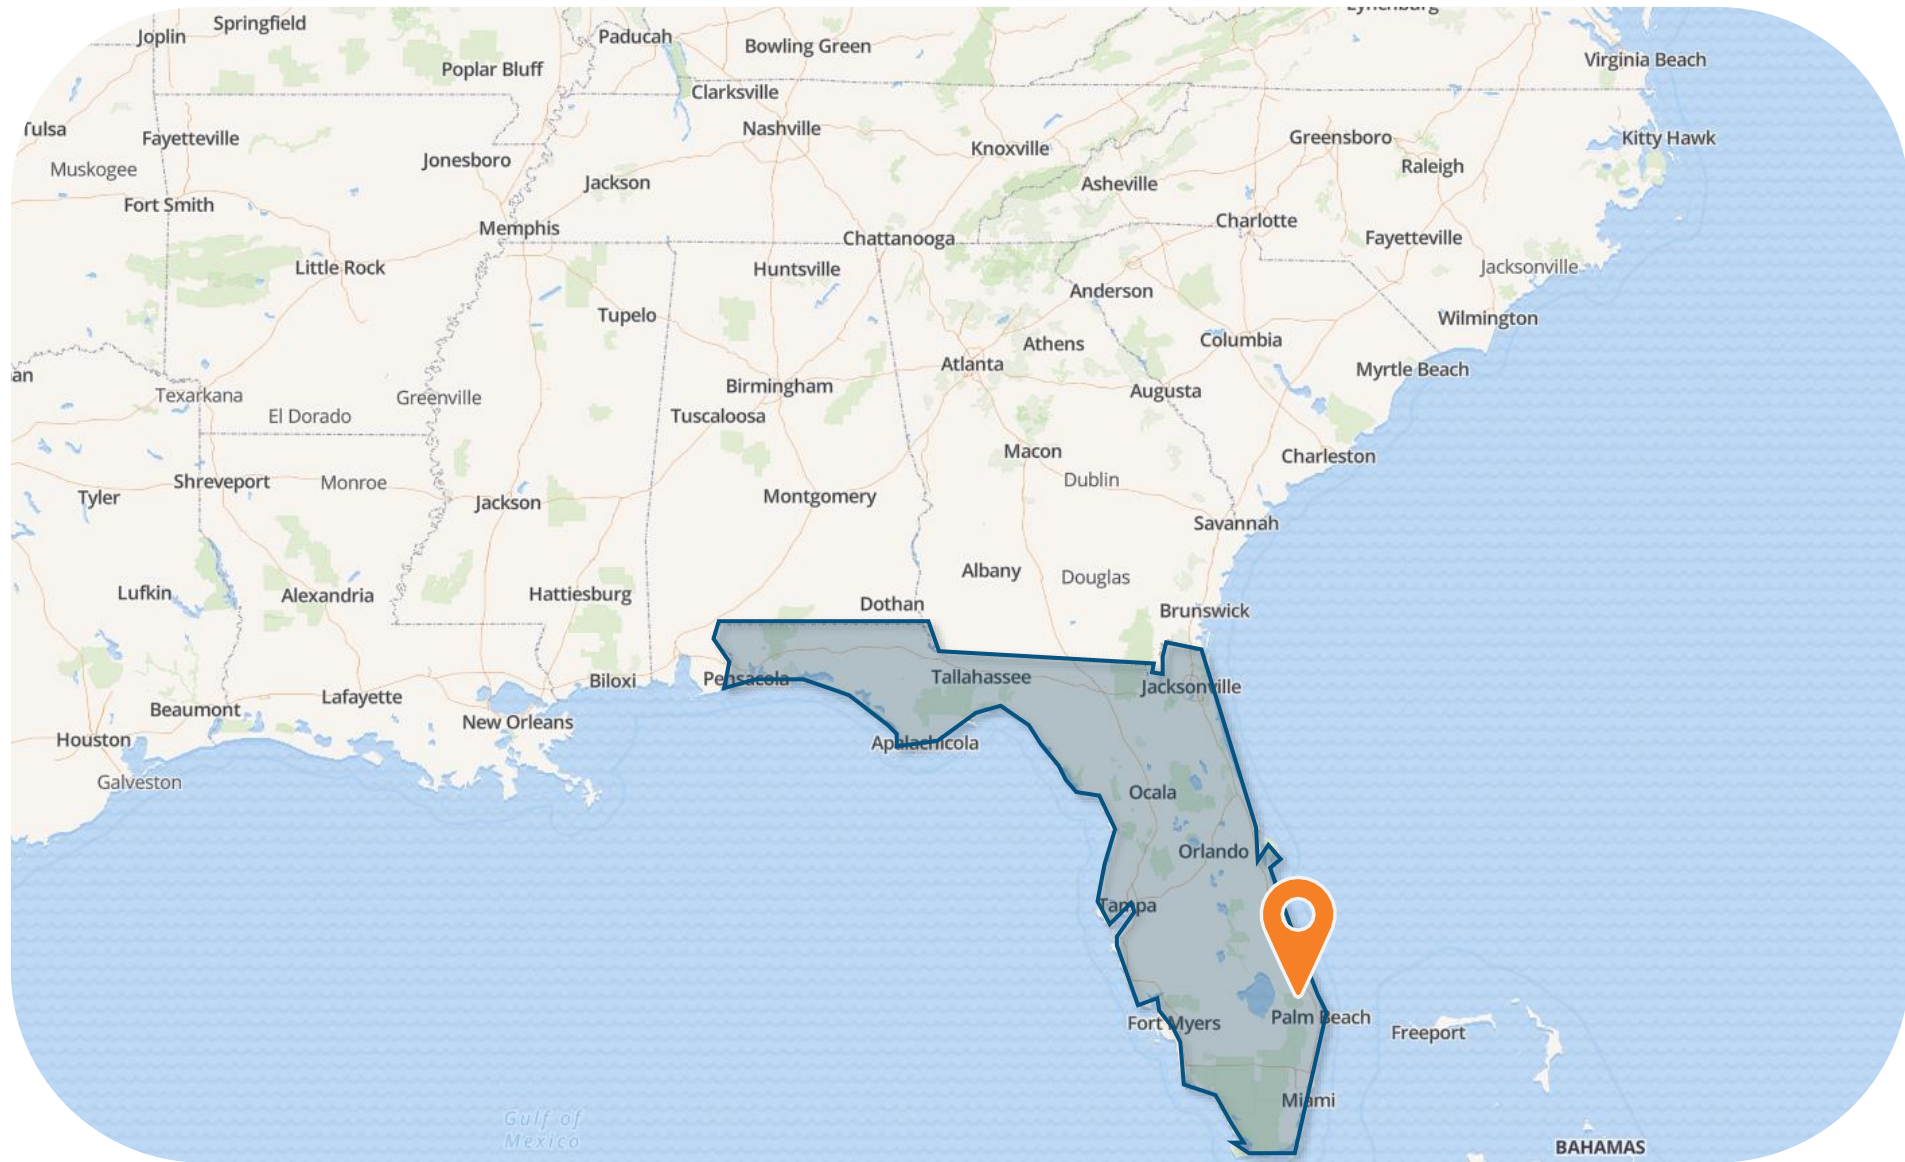 Springfield
Joplin
Paducah
Bowling Green
Lynchburg
Poplar Bluff
Virginia Beach
Clarksville
Tulsa
Fayetteville
Nashville
Greensboro
Kitty Hawk
Muskogee
Jonesboro
Knoxville
Raleigh
Jackson
Asheville
Fort Smith
Memphis
Charlotte
Chattanooga
Fayetteville
Little Rock
Huntsville
Jacksonville
Anderson
Tupelo
Wilmington
Athens
Columbia
Atlanta
Myrtle Beach
an
Texarkana
Greenville
Birmingham
Augusta
El Dorado
Tuscaloosa
Macon
Charleston
Shreveport
Monroe
Dublin
Tyler
Jackson
Montgomery
Savannah
Albany
Douglas
Lufkin
Alexandria
Hattiesburg
Dothan
Brunswick
Biloxi
Pensacola
Tallahassee
Jacksonville
Lafayette
Beaumont
New Orleans
Houston
Apalachicola
Galveston
Ocala
Orlando
Tampa
Fort Myers
Palm Beach
Freeport
Miami
Gulf of
Mexico
BAHAMAS